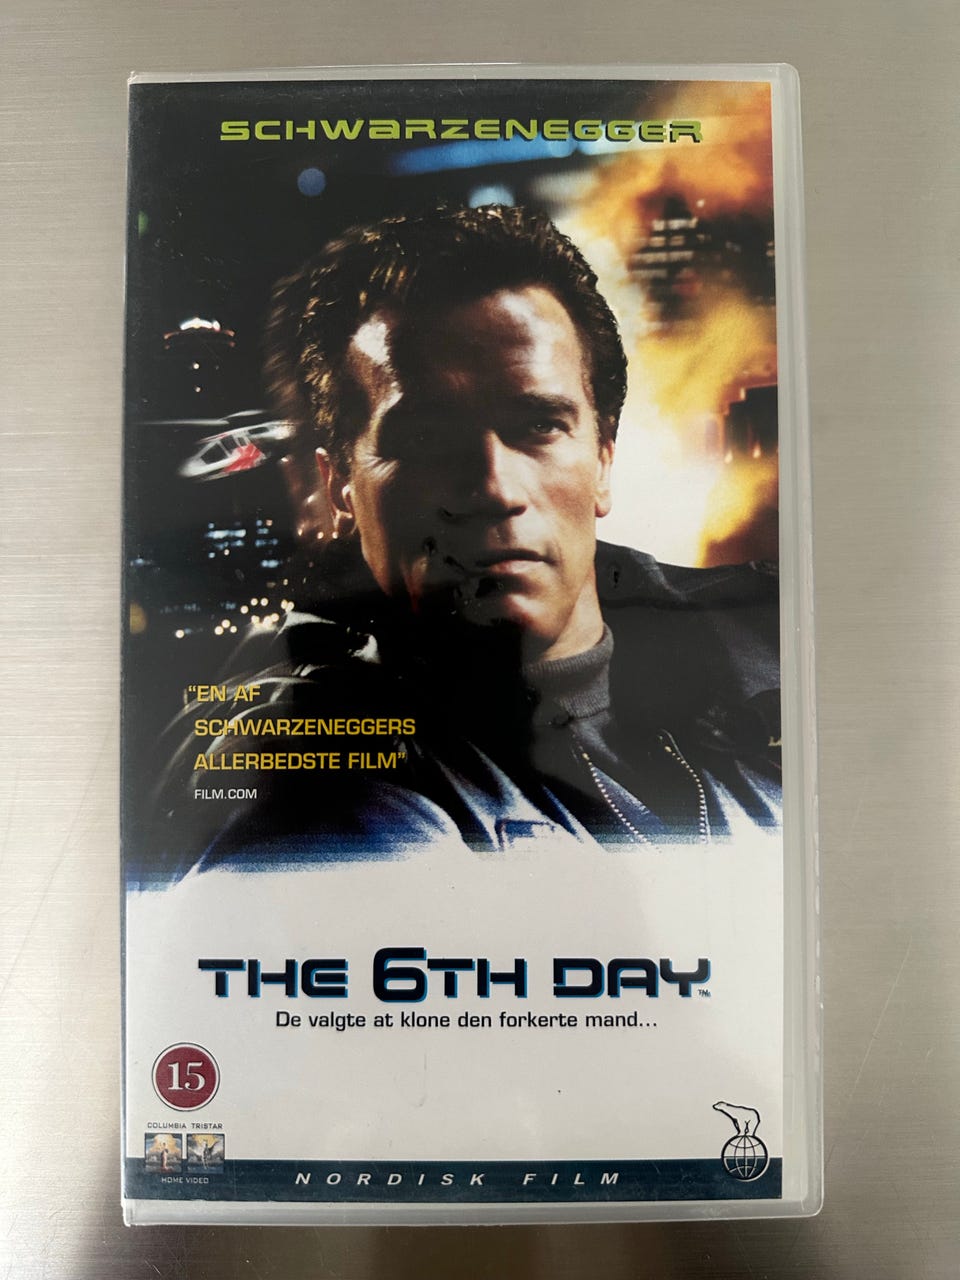 SCHWARZENEGGER
"EN AF
SCHWARZENEGGERS
ALLERBEDSTE FILM"
FILM.COM
THE 6TH DAY™
De valgte at klone den forkerte mand...
15
COLUMBIA TRISTAR
HOME VIDEO
NORDISK FILM